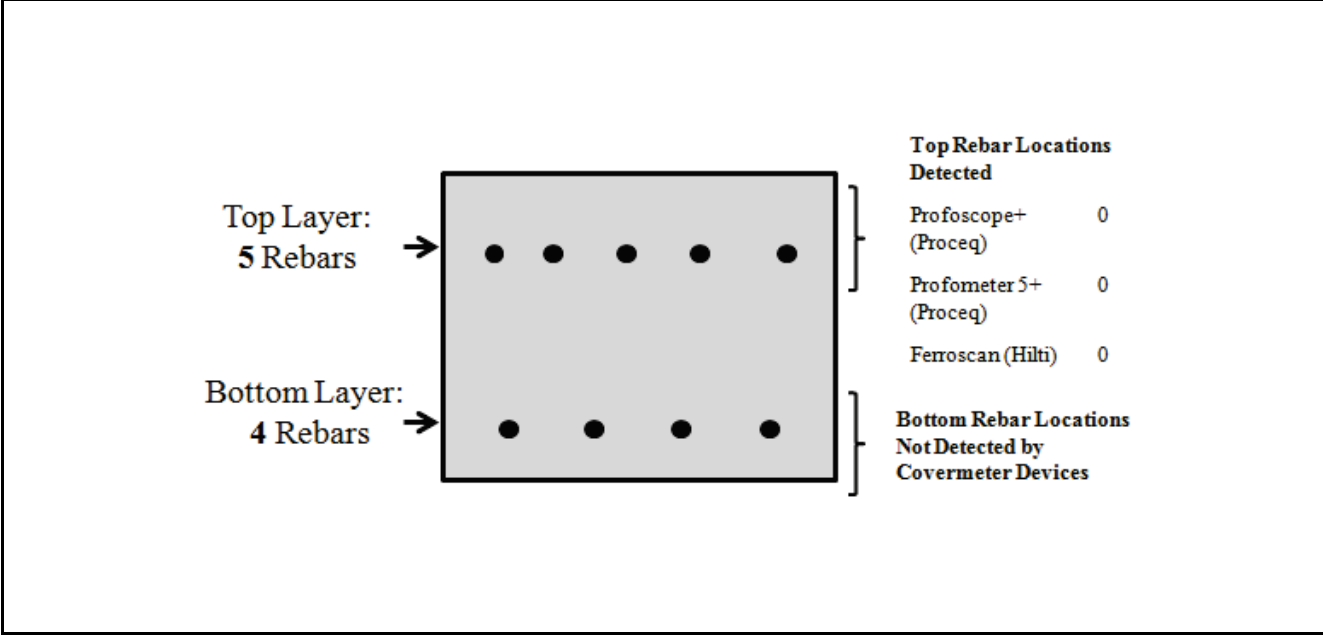 Top Layer:
5 Rebars
Bottom Layer:
4 Rebars
Top Rebar Locations
Detected
Profoscope+ 0
(Proceq)
Profometer 5+ 0
(Proceq)
Ferroscan (Hilti) 0
Bottom Rebar Locations
Not Detected by
Covermeter Devices